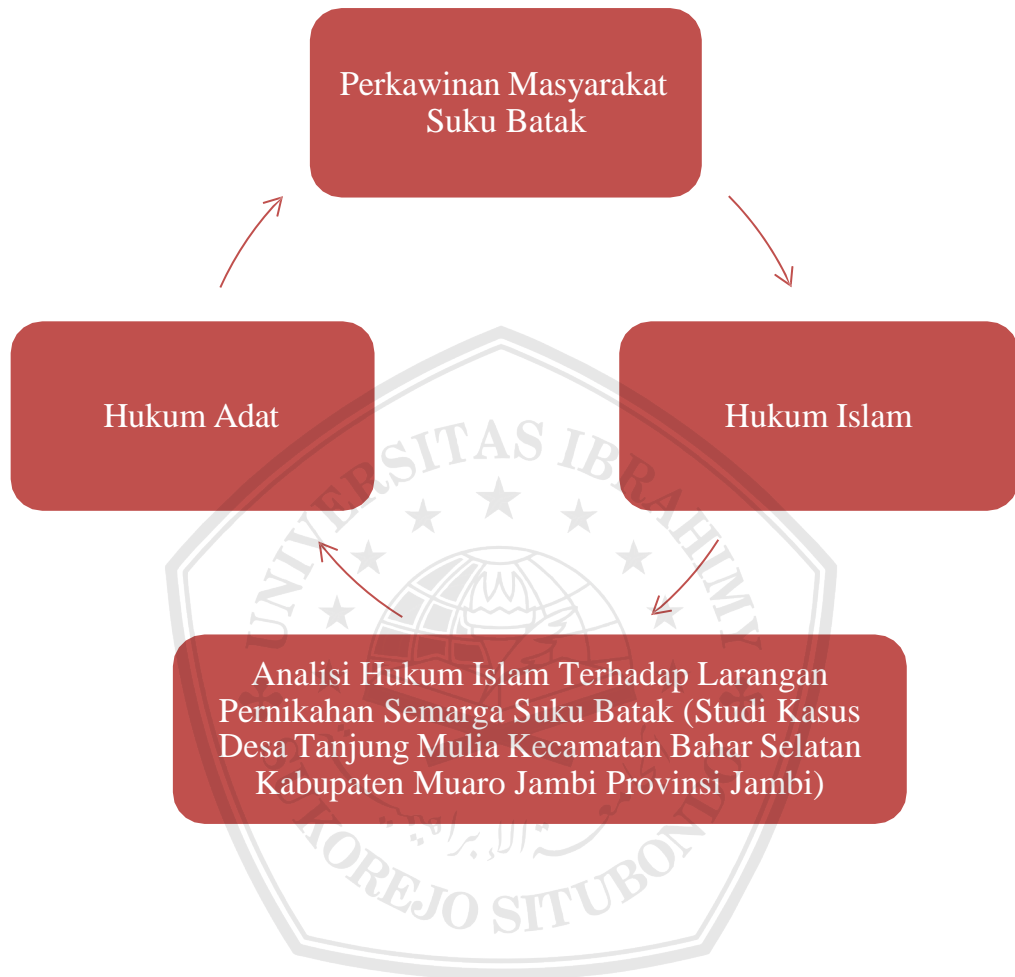 Perkawinan Masyarakat
Suku Batak
Hukum Adat
Hukum Islam
Analisi Hukum Islam Terhadap Larangan
Pernikahan Semarga Suku Batak (Studi Kasus
Desa Tanjung Mulia Kecamatan Bahar Selatan
Kabupaten Muaro Jambi Provinsi Jambi)
UNIVERSITAS IBRAHIMY
SUKOREJO SITUBONDO